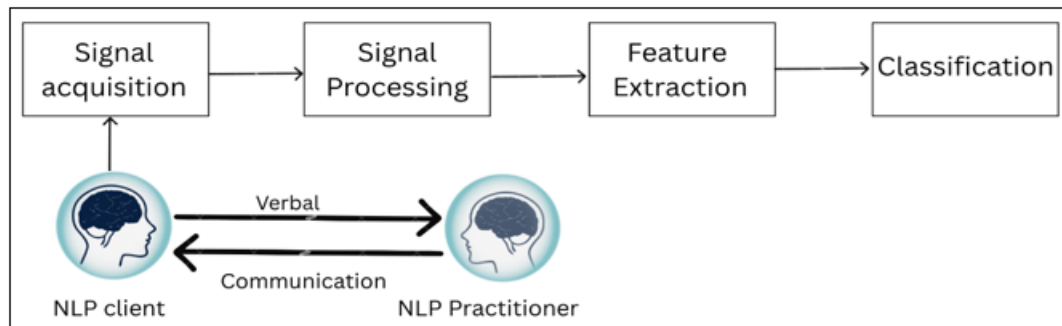 Signal
acquisition
Signal
Processing
Feature
Extraction
Classification
Verbal
Communication
NLP client
NLP Practitioner